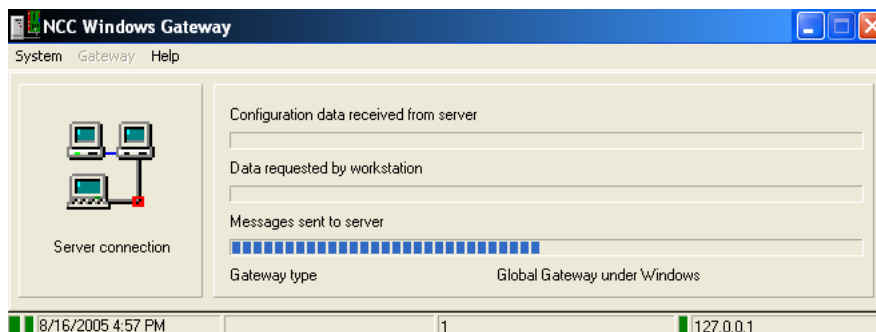 NCC Windows Gateway
System Gateway Help
Configuration data received from server
Data requested by workstation
Messages sent to server
Server connection
Gateway type Global Gateway under Windows
8/16/2005 4:57 PM 1 127.0.0.1